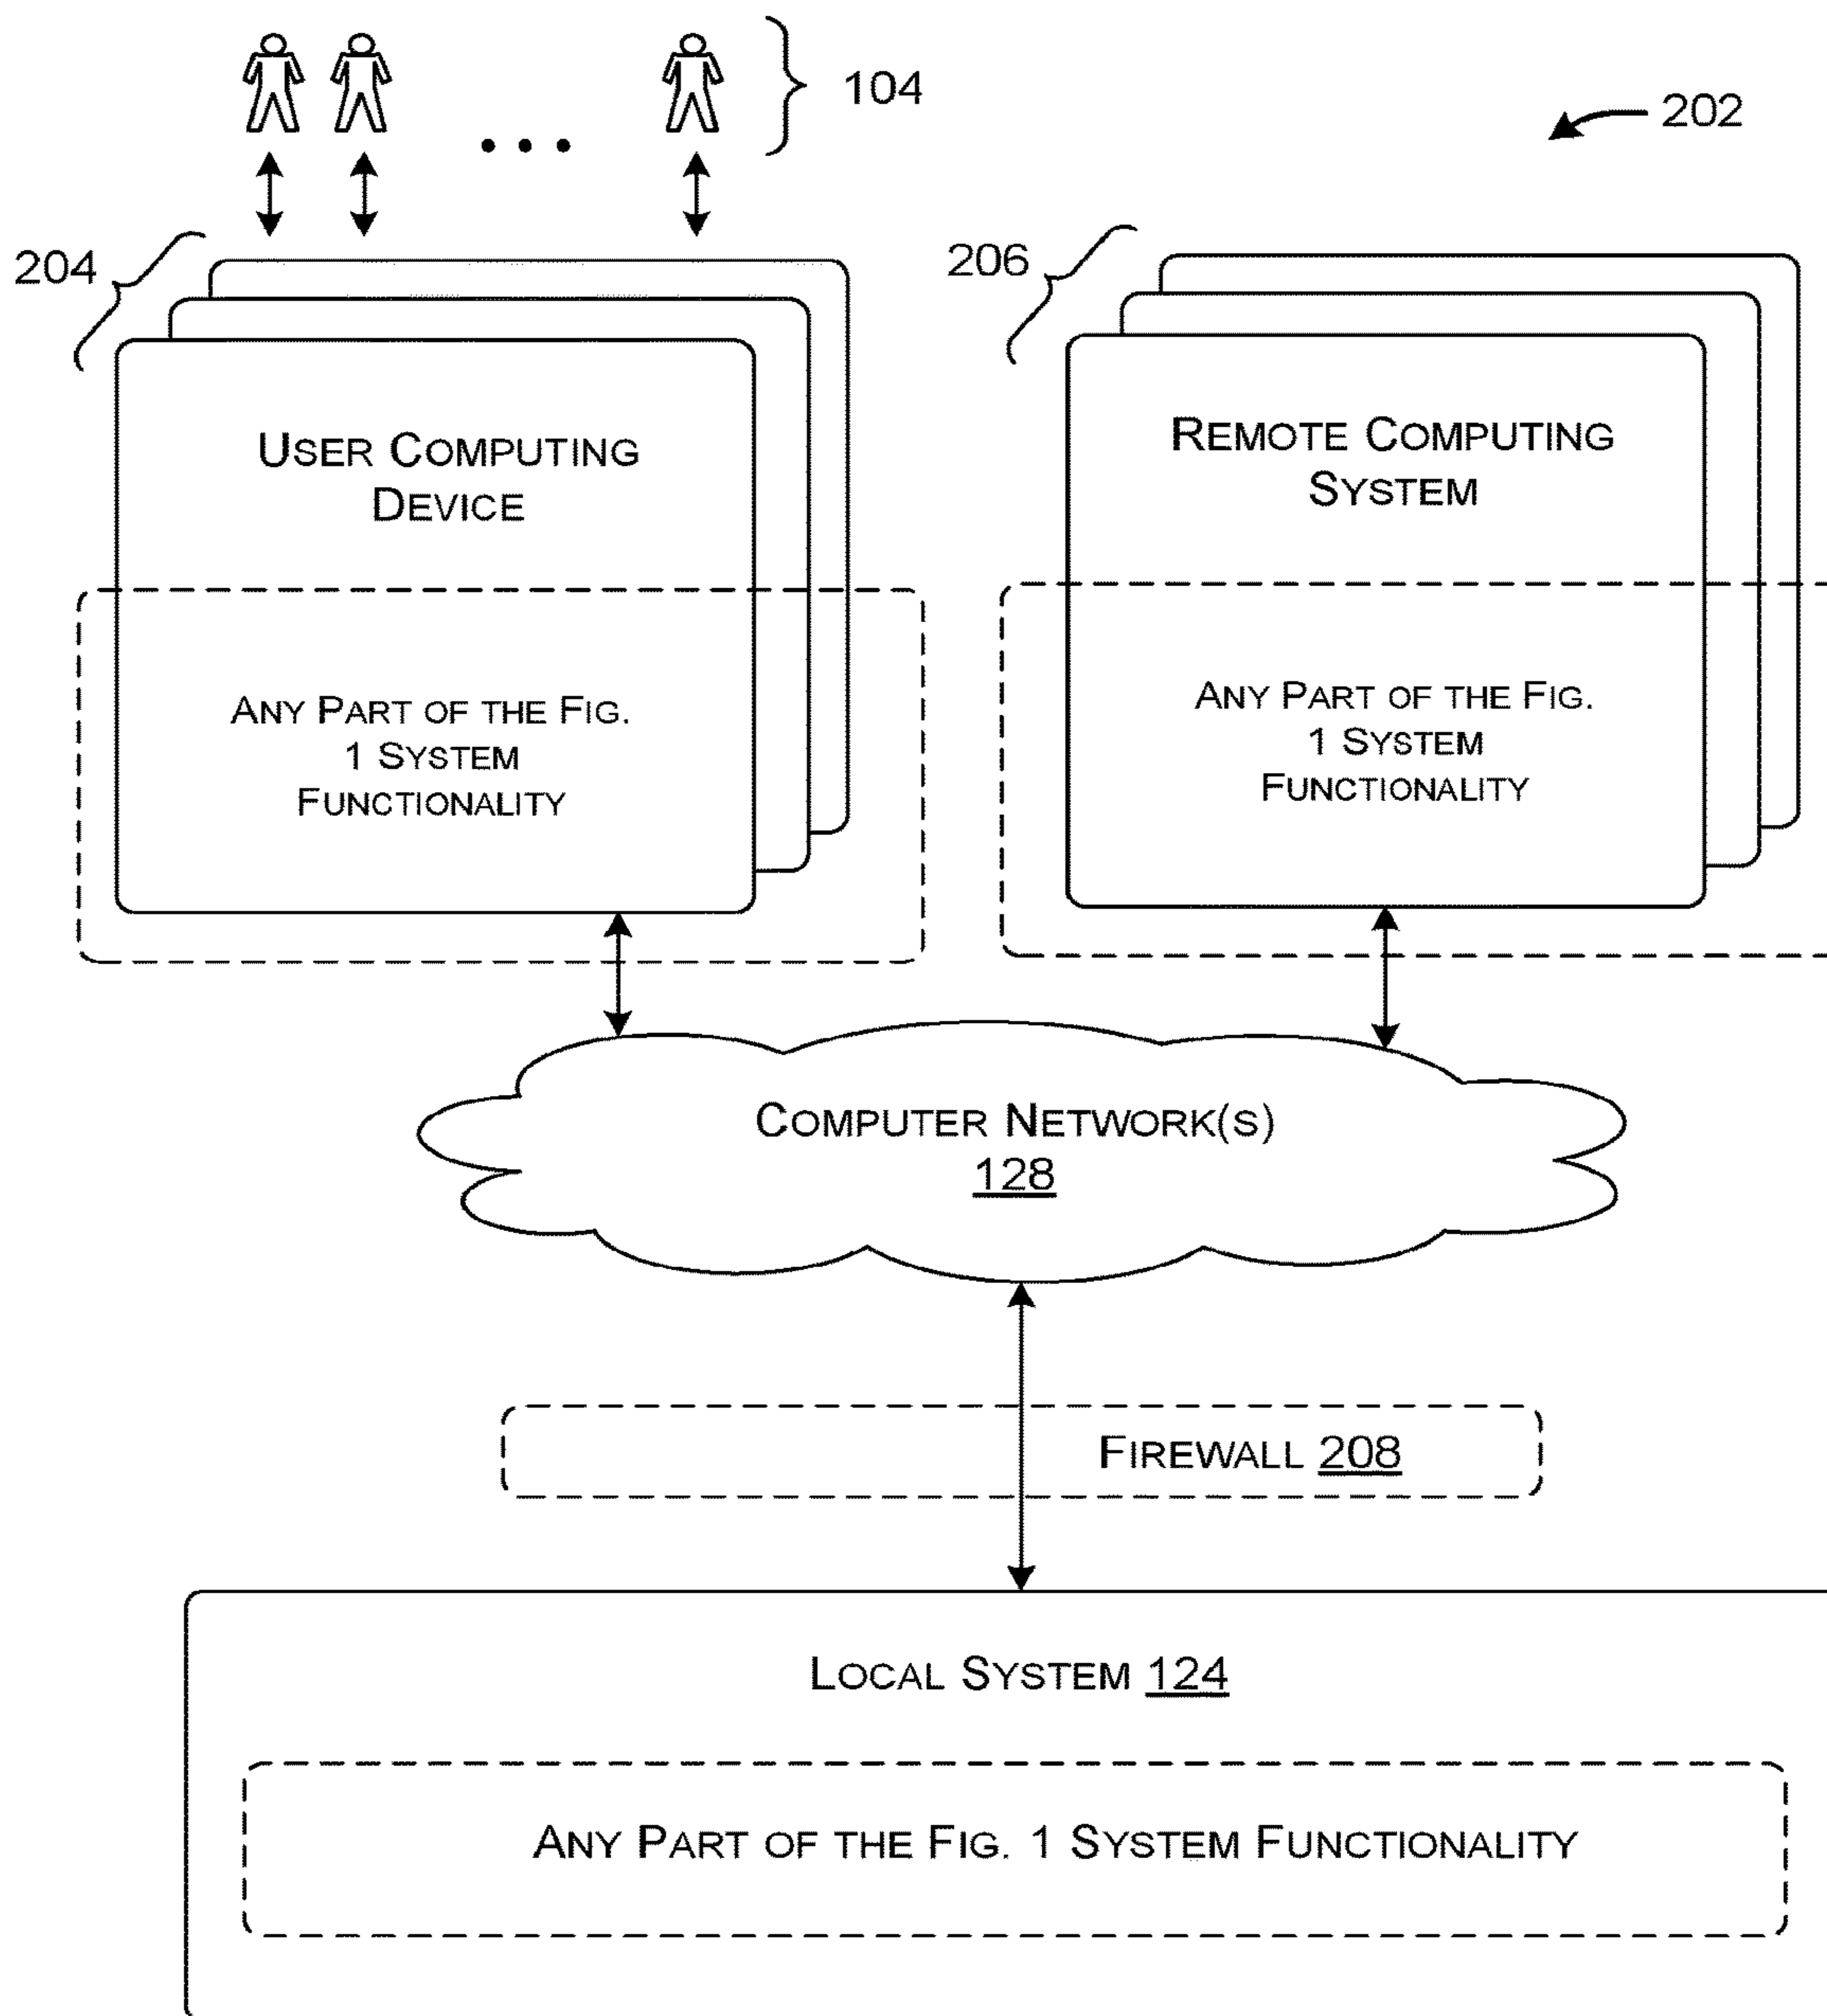 104
202
204
206
USER COMPUTING
DEVICE
REMOTE COMPUTING
SYSTEM
ANY PART OF THE FIG.
1 SYSTEM
FUNCTIONALITY
ANY PART OF THE FIG.
1 SYSTEM
FUNCTIONALITY
COMPUTER NETWORK(S)
128
FIREWALL 208
LOCAL SYSTEM 124
ANY PART OF THE FIG. 1 SYSTEM FUNCTIONALITY